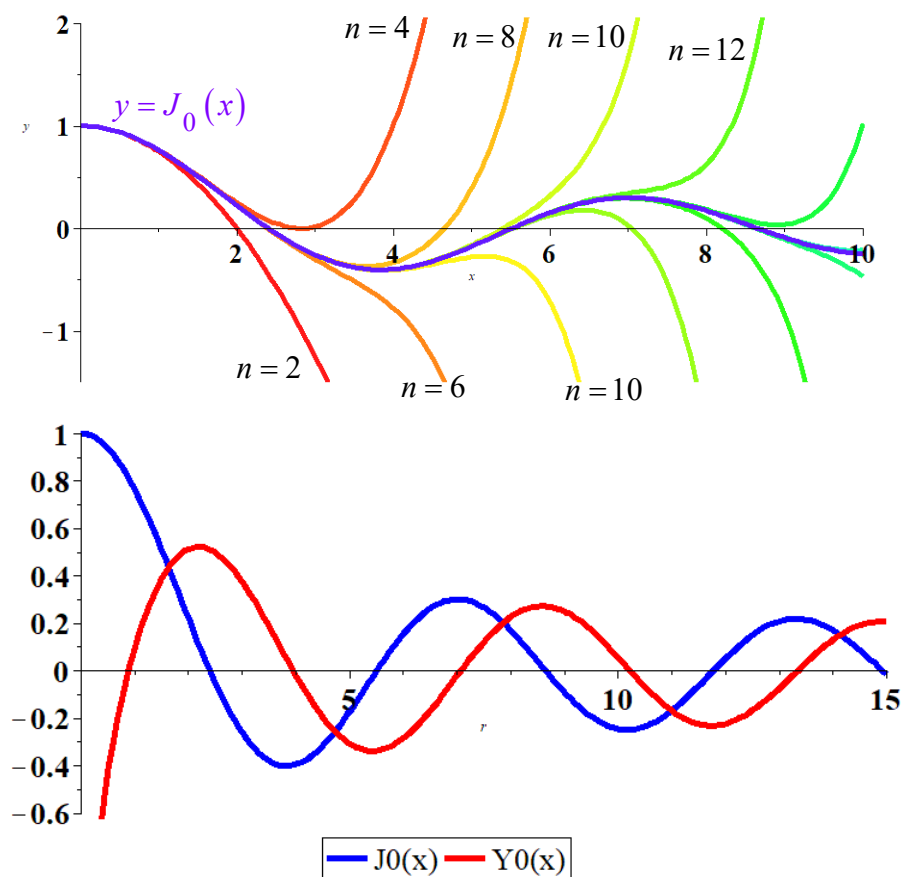 2
n = 4
n = 8
n = 10
n = 12
y = J₀(x)
y
1
0
2
4
6
8
10
x
−1
n = 2
n = 6
n = 10
1
0.8
0.6
0.4
0.2
0
5
10
15
r
−0.2
−0.4
−0.6
J0(x) Y0(x)